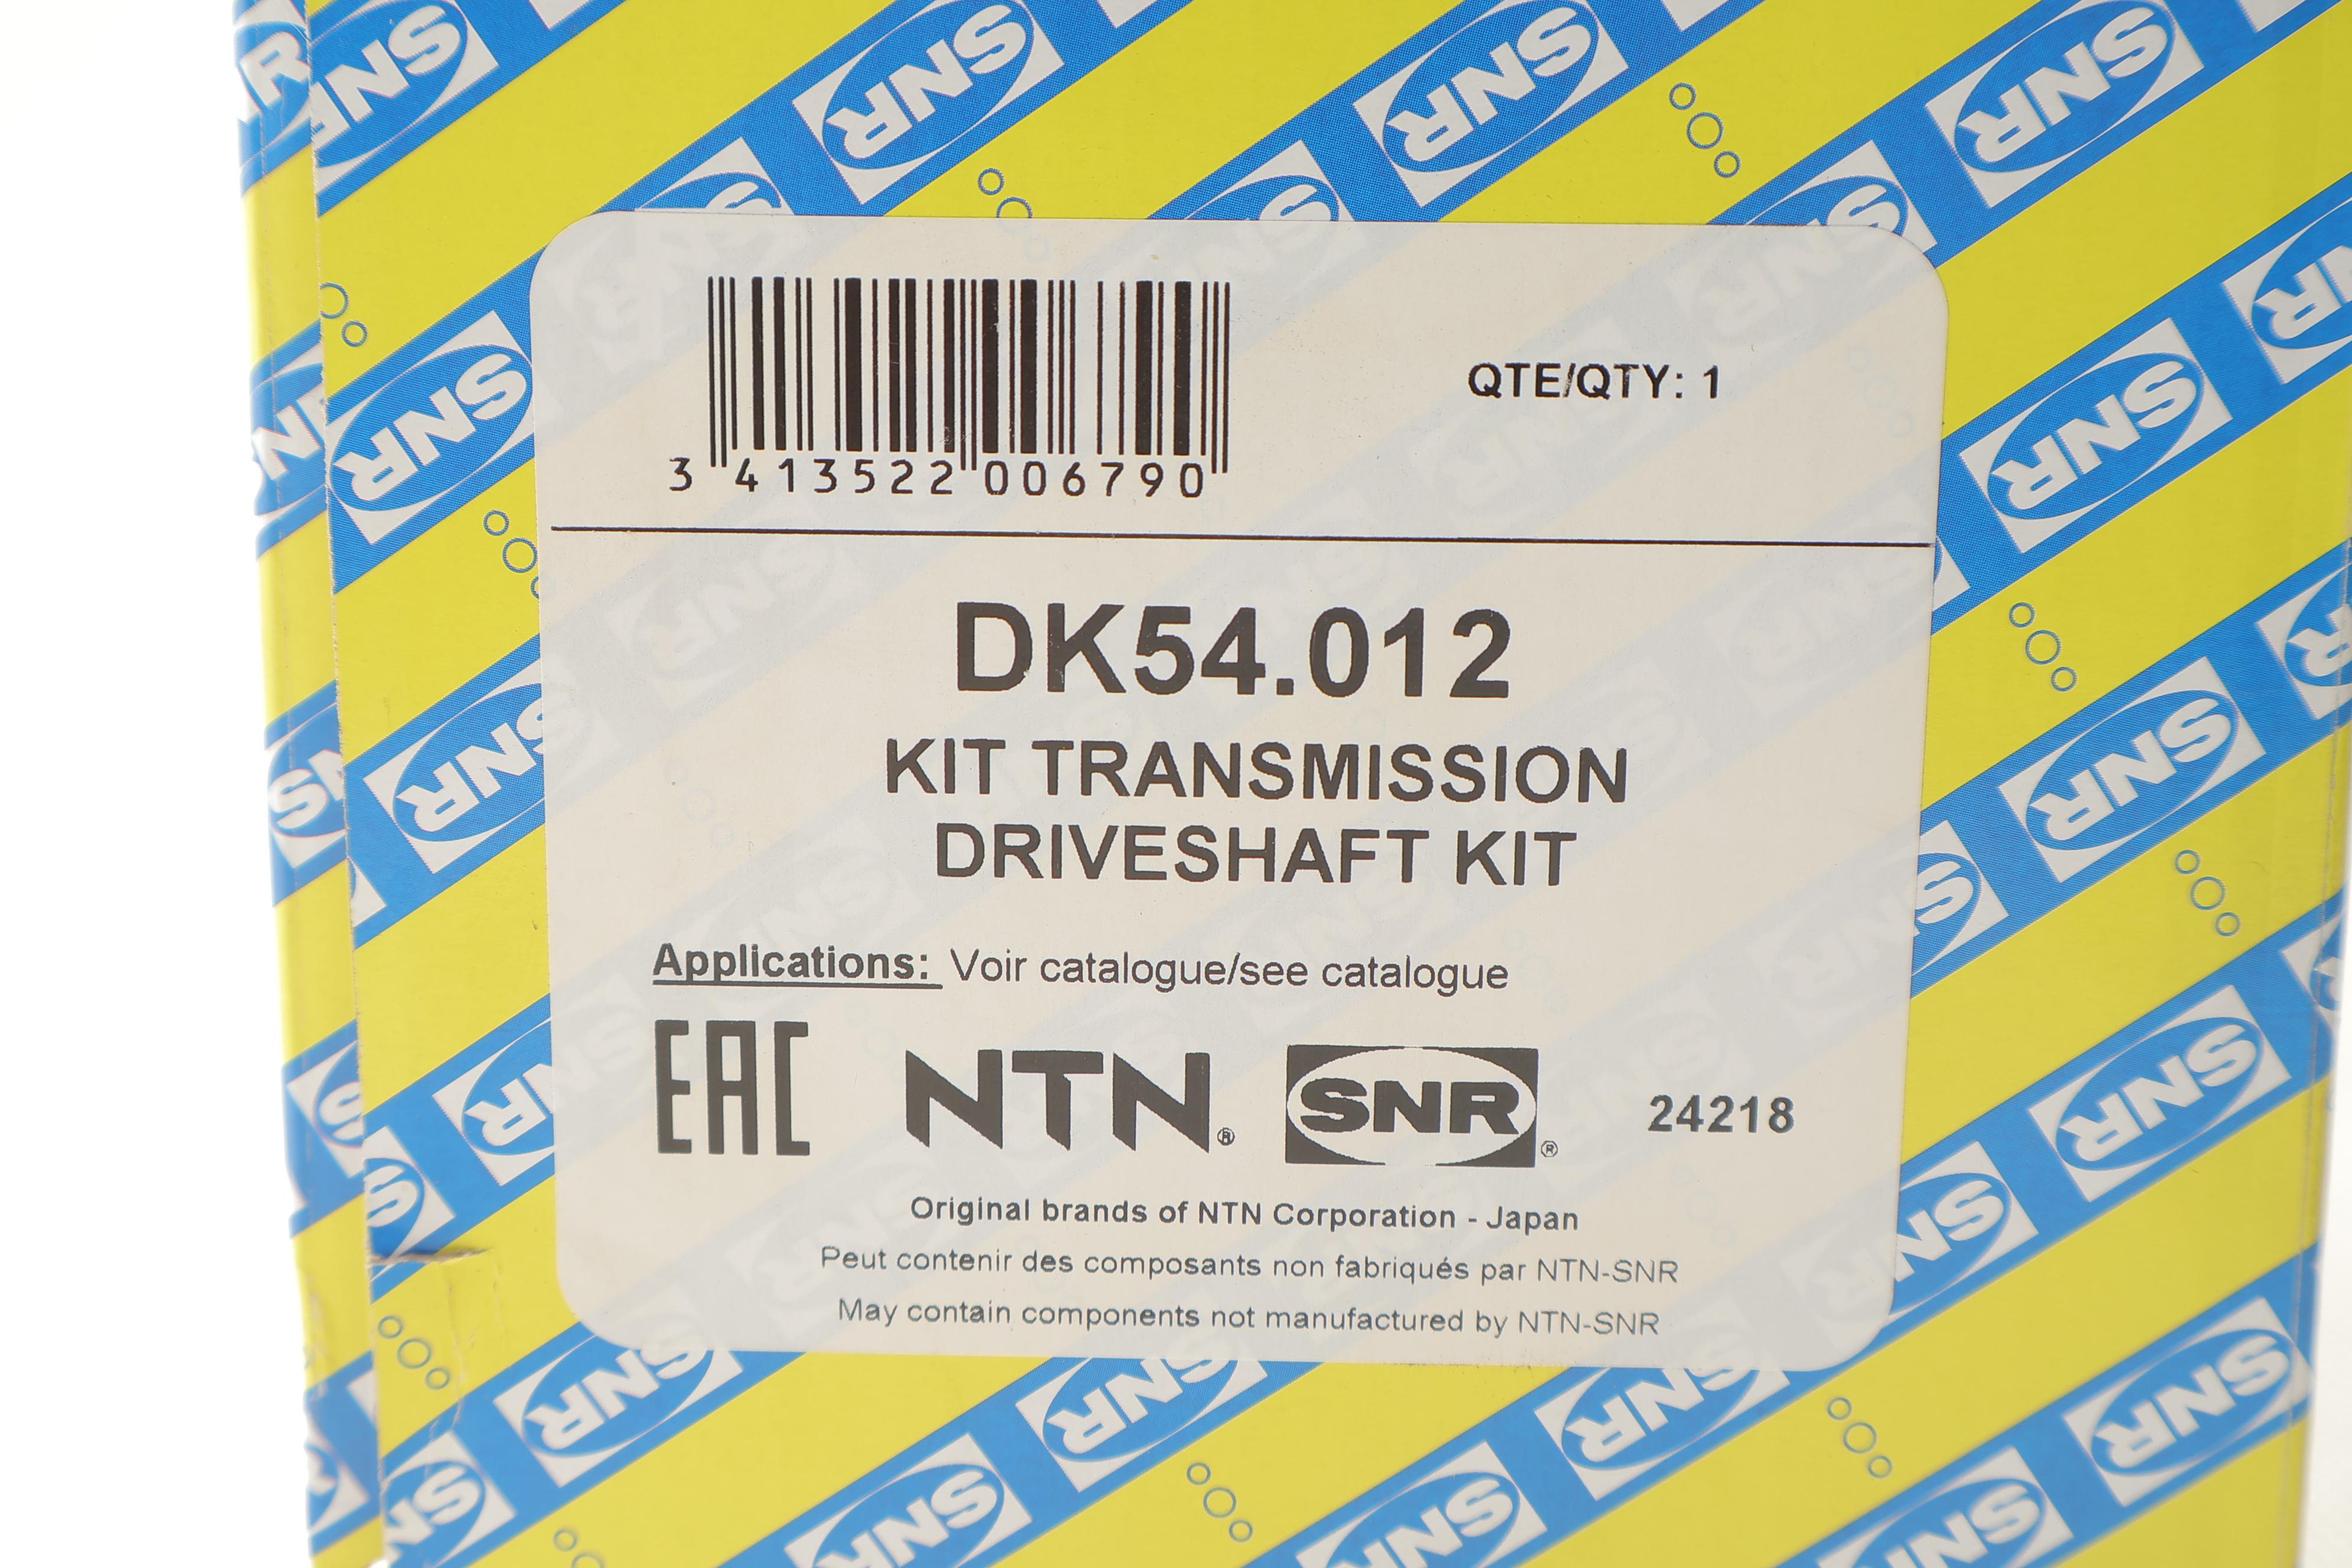 QTE/QTY: 1
3 413522 006790
DK54.012
KIT TRANSMISSION
DRIVESHAFT KIT
Applications: Voir catalogue/see catalogue
EAC NTN® SNR® 24218
Original brands of NTN Corporation - Japan
Peut contenir des composants non fabriqués par NTN-SNR
May contain components not manufactured by NTN-SNR